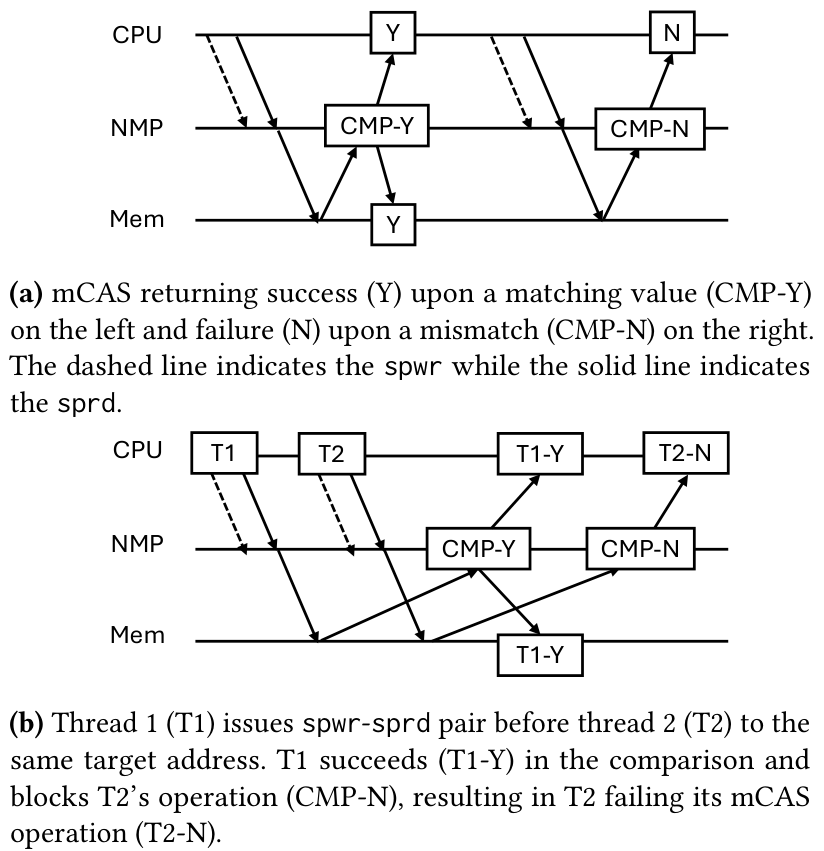 CPU
Y
N
NMP
CMP-Y
CMP-N
Mem
Y
(a) mCAS returning success (Y) upon a matching value (CMP-Y)
on the left and failure (N) upon a mismatch (CMP-N) on the right.
The dashed line indicates the spwr while the solid line indicates
the sprd.
CPU
T1
T2
T1-Y
T2-N
NMP
CMP-Y
CMP-N
Mem
T1-Y
(b) Thread 1 (T1) issues spwr-sprd pair before thread 2 (T2) to the
same target address. T1 succeeds (T1-Y) in the comparison and
blocks T2's operation (CMP-N), resulting in T2 failing its mCAS
operation (T2-N).